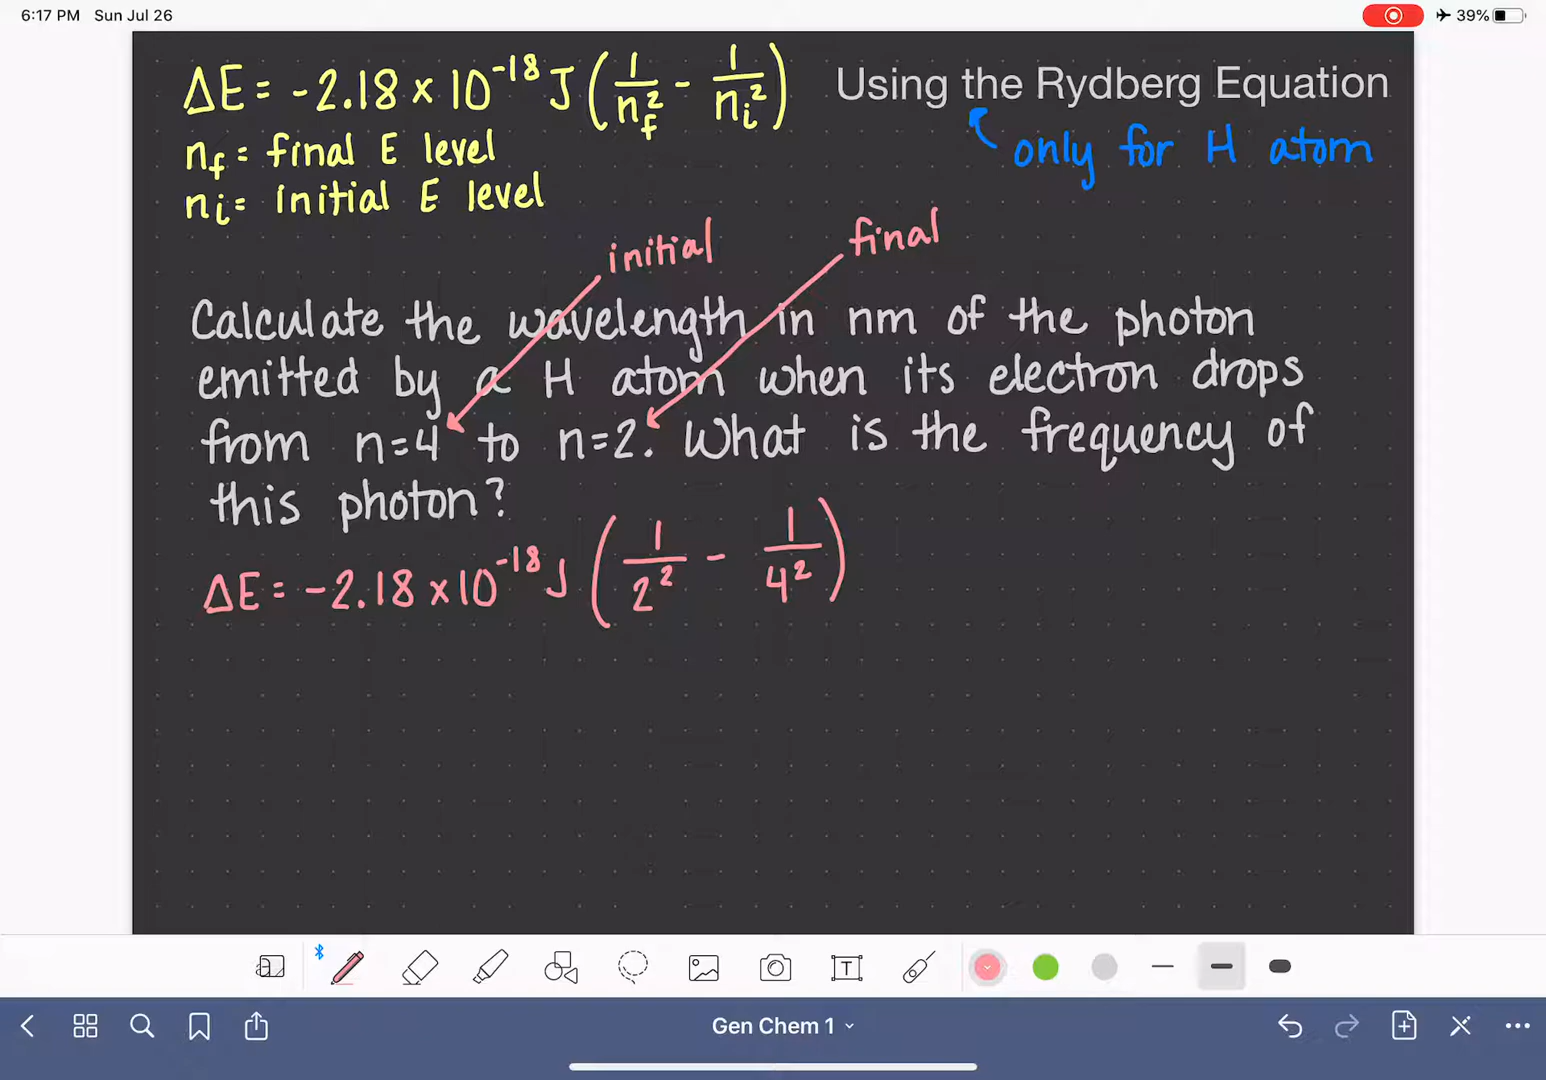 6:17 PM Sun Jul 26
39%
ΔE = -2.18 × 10⁻¹⁸ J (1/n_f² - 1/n_i²)
Using the Rydberg Equation
only for H atom
n_f = final E level
n_i = initial E level
initial
final
Calculate the wavelength in nm of the photon
emitted by a H atom when its electron drops
from n=4 to n=2. What is the frequency of
this photon?
ΔE = -2.18 × 10⁻¹⁸ J (1/2² - 1/4²)
T
Gen Chem 1